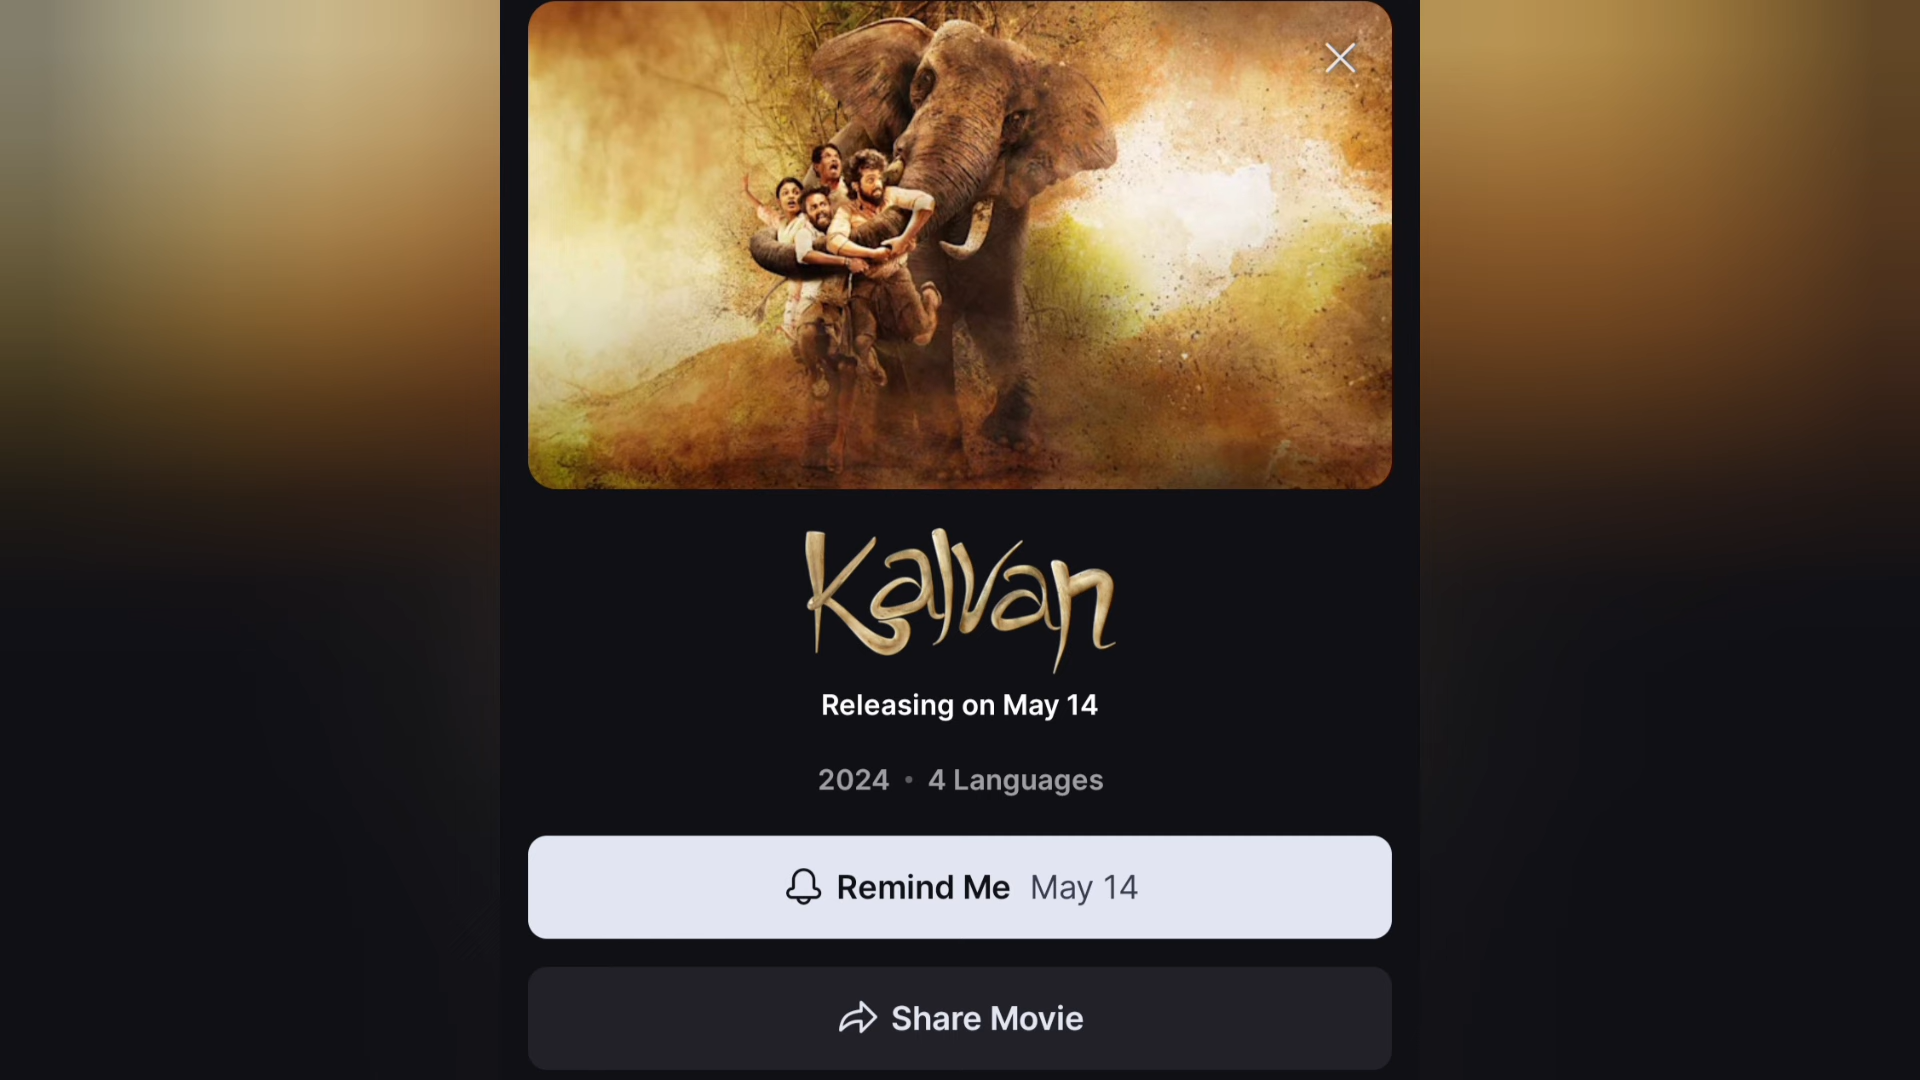 Kalvan
Releasing on May 14
2024 • 4 Languages
Remind Me May 14
Share Movie